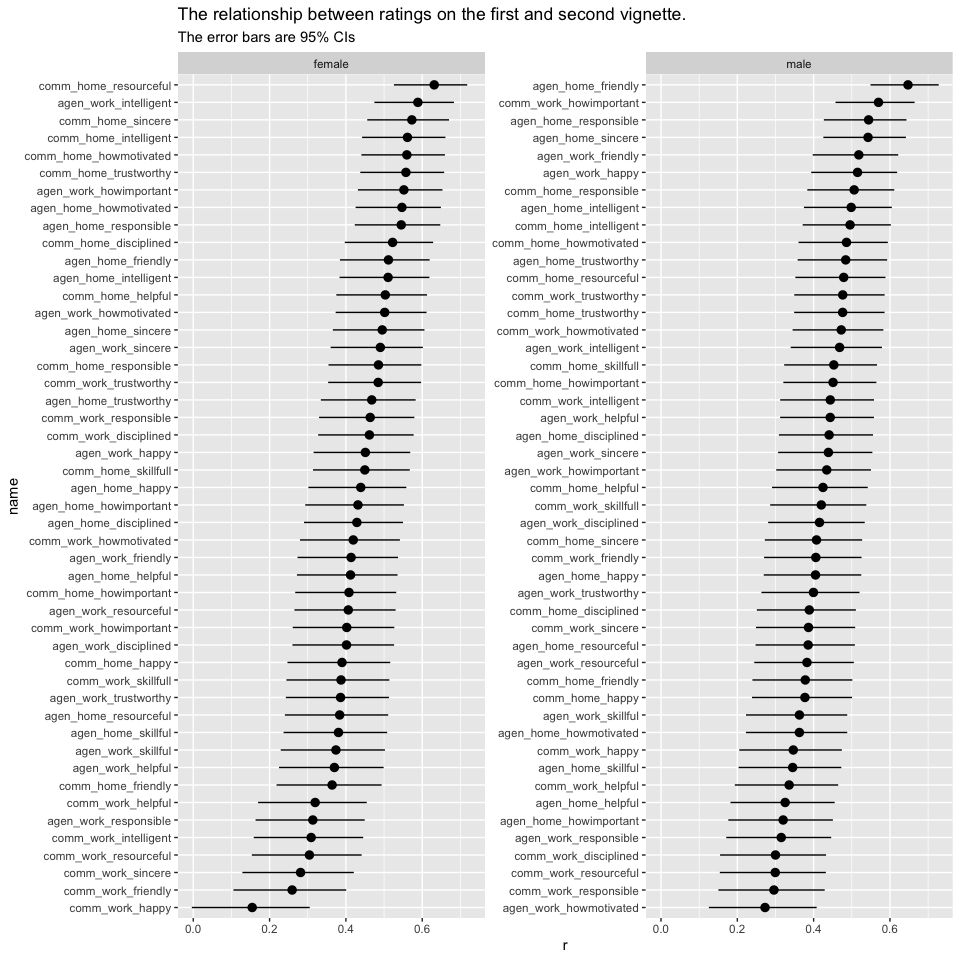 The relationship between ratings on the first and second vignette.
The error bars are 95% CIs
female
male
name
comm_home_resourceful
agen_work_intelligent
comm_home_sincere
comm_home_intelligent
comm_home_howmotivated
comm_home_trustworthy
agen_work_howimportant
agen_home_howmotivated
agen_home_responsible
comm_home_disciplined
agen_home_friendly
agen_home_intelligent
comm_home_helpful
agen_work_howmotivated
agen_home_sincere
agen_work_sincere
comm_home_responsible
comm_work_trustworthy
agen_home_trustworthy
comm_work_responsible
comm_work_disciplined
agen_work_happy
comm_home_skillfull
agen_home_happy
agen_home_howimportant
agen_home_disciplined
comm_work_howmotivated
agen_work_friendly
agen_home_helpful
comm_home_howimportant
agen_work_resourceful
comm_work_howimportant
agen_work_disciplined
comm_home_happy
comm_work_skillfull
agen_work_trustworthy
agen_home_resourceful
agen_home_skillful
agen_work_skillful
agen_work_helpful
comm_home_friendly
comm_work_helpful
agen_work_responsible
comm_work_intelligent
comm_work_resourceful
comm_work_sincere
comm_work_friendly
comm_work_happy
0.0 0.2 0.4 0.6
agen_home_friendly
comm_work_howimportant
agen_home_responsible
agen_home_sincere
agen_work_friendly
agen_work_happy
comm_home_responsible
agen_home_intelligent
comm_home_intelligent
comm_home_howmotivated
agen_home_trustworthy
comm_home_resourceful
comm_work_trustworthy
comm_home_trustworthy
comm_work_howmotivated
agen_work_intelligent
comm_home_skillfull
comm_home_howimportant
comm_work_intelligent
agen_work_helpful
agen_home_disciplined
agen_work_sincere
agen_work_howimportant
comm_home_helpful
comm_work_skillfull
agen_work_disciplined
comm_home_sincere
comm_work_friendly
agen_home_happy
agen_work_trustworthy
comm_home_disciplined
comm_work_sincere
agen_home_resourceful
agen_work_resourceful
comm_home_friendly
comm_home_happy
agen_work_skillful
agen_home_howmotivated
comm_work_happy
agen_home_skillful
comm_work_helpful
agen_home_helpful
agen_home_howimportant
agen_work_responsible
comm_work_disciplined
comm_work_resourceful
comm_work_responsible
agen_work_howmotivated
0.0 0.2 0.4 0.6
r